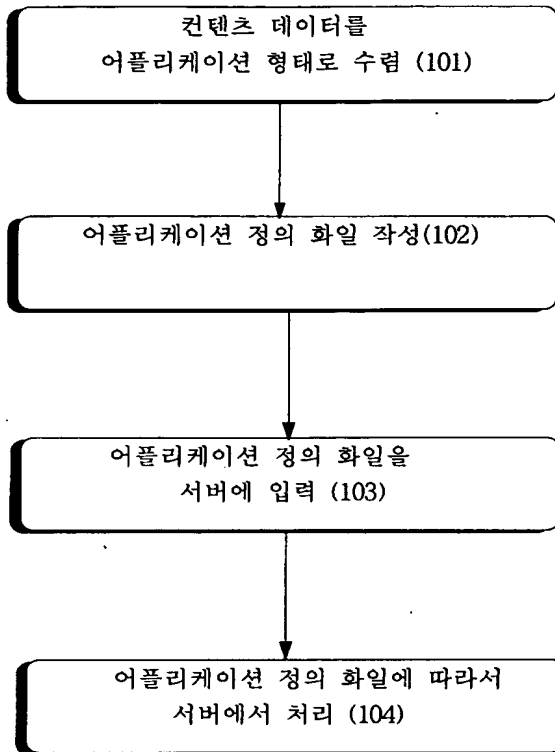 컨텐츠 데이터를
어플리케이션 형태로 수렴 (101)
어플리케이션 정의 화일 작성(102)
어플리케이션 정의 화일을
서버에 입력 (103)
어플리케이션 정의 화일에 따라서
서버에서 처리 (104)